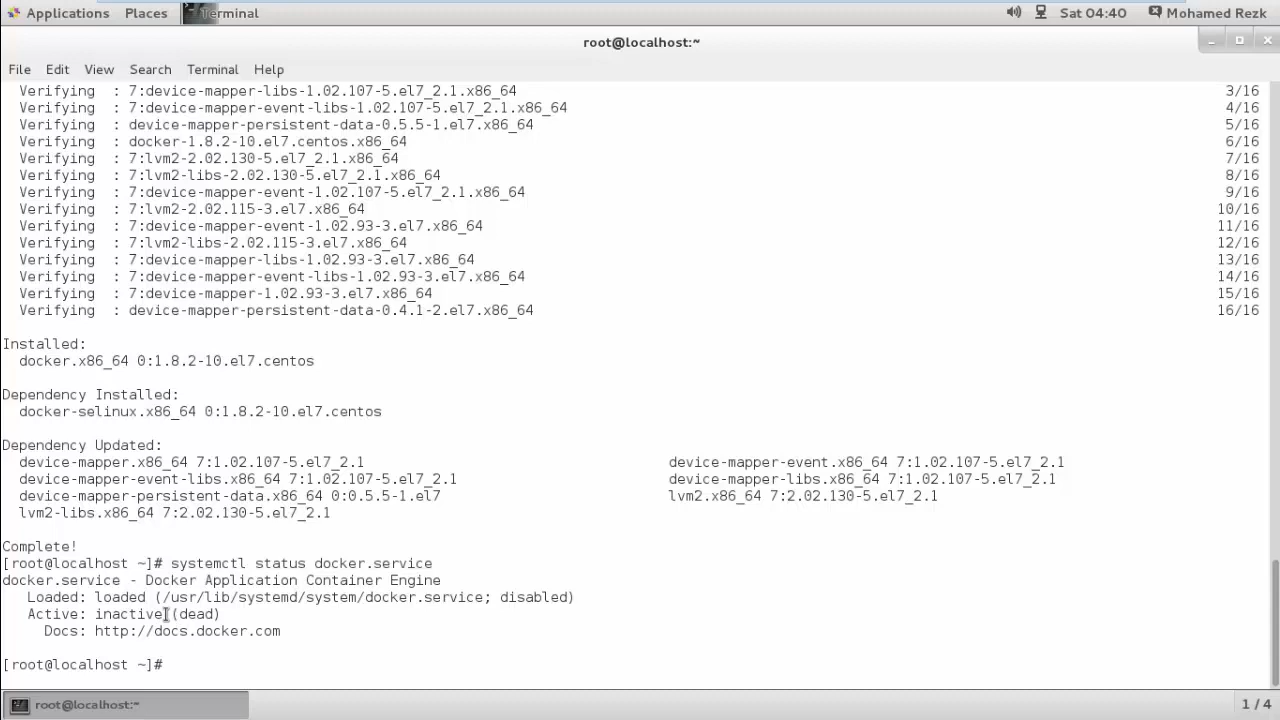 Applications Places Terminal Sat 04:40 Mohamed Rezk
root@localhost:~
File Edit View Search Terminal Help
Verifying : 7:device-mapper-libs-1.02.107-5.el7_2.1.x86_64 3/16
Verifying : 7:device-mapper-event-libs-1.02.107-5.el7_2.1.x86_64 4/16
Verifying : device-mapper-persistent-data-0.5.5-1.el7.x86_64 5/16
Verifying : docker-1.8.2-10.el7.centos.x86_64 6/16
Verifying : 7:lvm2-2.02.130-5.el7_2.1.x86_64 7/16
Verifying : 7:lvm2-libs-2.02.130-5.el7_2.1.x86_64 8/16
Verifying : 7:device-mapper-event-1.02.107-5.el7_2.1.x86_64 9/16
Verifying : 7:lvm2-2.02.115-3.el7.x86_64 10/16
Verifying : 7:device-mapper-event-1.02.93-3.el7.x86_64 11/16
Verifying : 7:lvm2-libs-2.02.115-3.el7.x86_64 12/16
Verifying : 7:device-mapper-libs-1.02.93-3.el7.x86_64 13/16
Verifying : 7:device-mapper-event-libs-1.02.93-3.el7.x86_64 14/16
Verifying : 7:device-mapper-1.02.93-3.el7.x86_64 15/16
Verifying : device-mapper-persistent-data-0.4.1-2.el7.x86_64 16/16
Installed:
docker.x86_64 0:1.8.2-10.el7.centos
Dependency Installed:
docker-selinux.x86_64 0:1.8.2-10.el7.centos
Dependency Updated:
device-mapper.x86_64 7:1.02.107-5.el7_2.1 device-mapper-event.x86_64 7:1.02.107-5.el7_2.1
device-mapper-event-libs.x86_64 7:1.02.107-5.el7_2.1 device-mapper-libs.x86_64 7:1.02.107-5.el7_2.1
device-mapper-persistent-data.x86_64 0:0.5.5-1.el7 lvm2.x86_64 7:2.02.130-5.el7_2.1
lvm2-libs.x86_64 7:2.02.130-5.el7_2.1
Complete!
[root@localhost ~]# systemctl status docker.service
docker.service - Docker Application Container Engine
Loaded: loaded (/usr/lib/systemd/system/docker.service; disabled)
Active: inactive (dead)
Docs: http://docs.docker.com
[root@localhost ~]#
root@localhost:~ 1 / 4